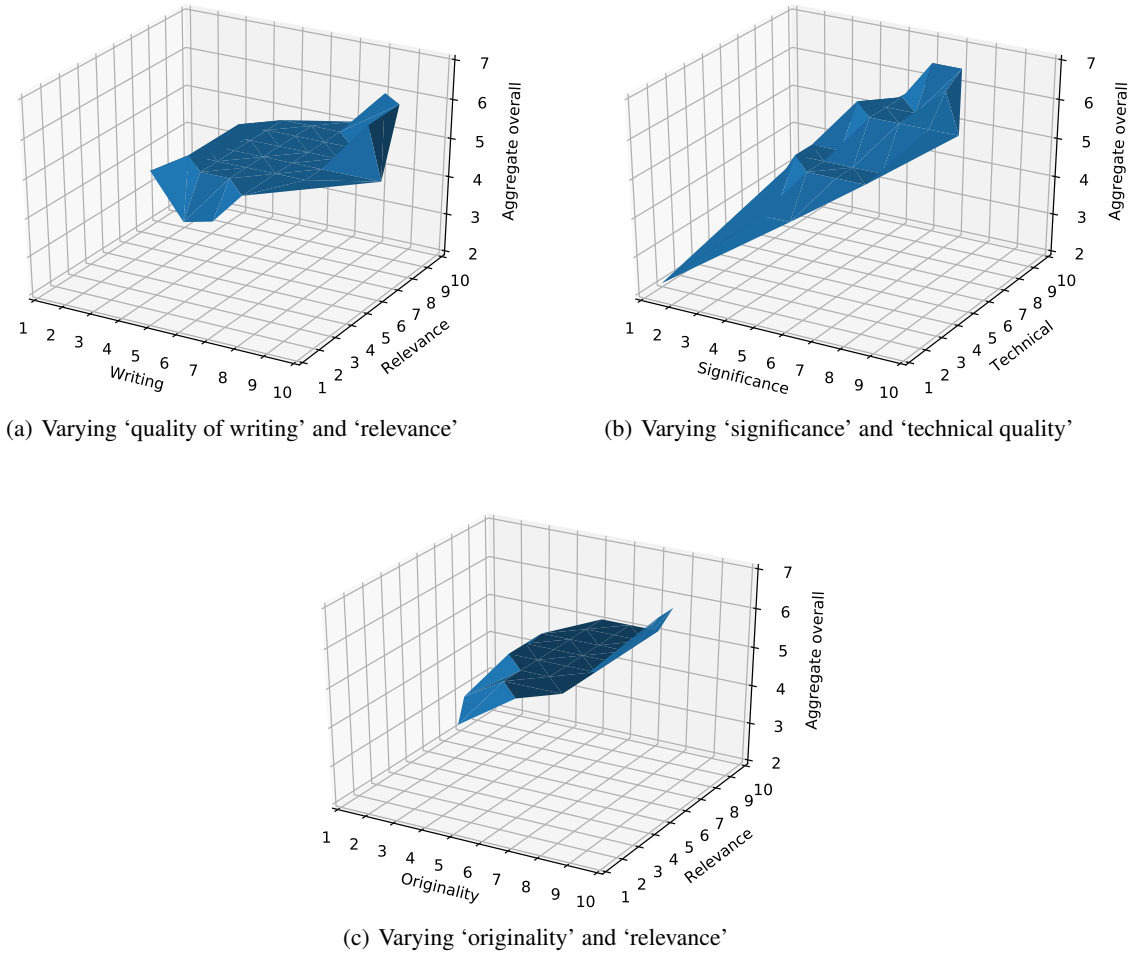 7
6
5
4
3
2
Aggregate overall
1 2 3 4 5 6 7 8 9 10
Writing
1 2 3 4 5 6 7 8 9 10
Relevance
(a) Varying ‘quality of writing’ and ‘relevance’
7
6
5
4
3
2
Aggregate overall
1 2 3 4 5 6 7 8 9 10
Significance
1 2 3 4 5 6 7 8 9 10
Technical
(b) Varying ‘significance’ and ‘technical quality’
7
6
5
4
3
2
Aggregate overall
1 2 3 4 5 6 7 8 9 10
Originality
1 2 3 4 5 6 7 8 9 10
Relevance
(c) Varying ‘originality’ and ‘relevance’